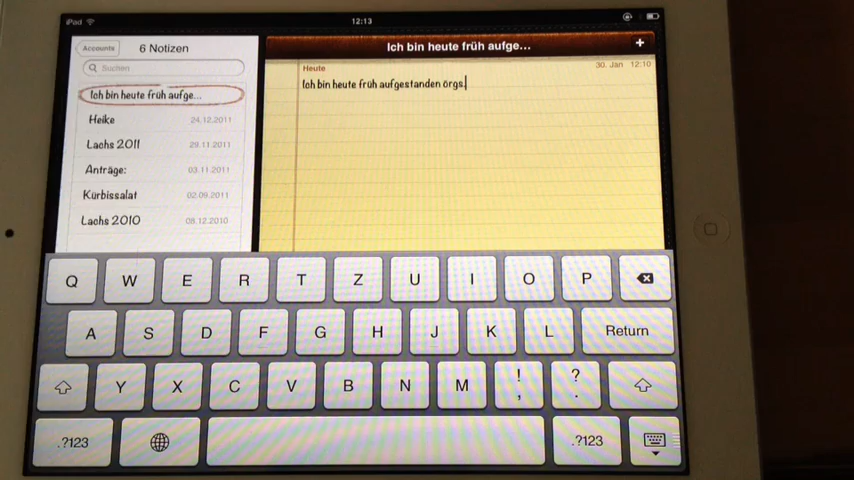 iPad
12:13
Accounts
6 Notizen
Ich bin heute früh aufge...
+
Suchen
Heute
30. Jan 12:10
Ich bin heute früh aufge...
Ich bin heute früh aufgestanden örgs.
Heike 24.12.2011
Lachs 2011 29.11.2011
Anträge: 03.11.2011
Kürbissalat 02.09.2011
Lachs 2010 08.12.2010
Q W E R T Z U I O P
A S D F G H J K L Return
Y X C V B N M ! , ? .
.?123 .?123